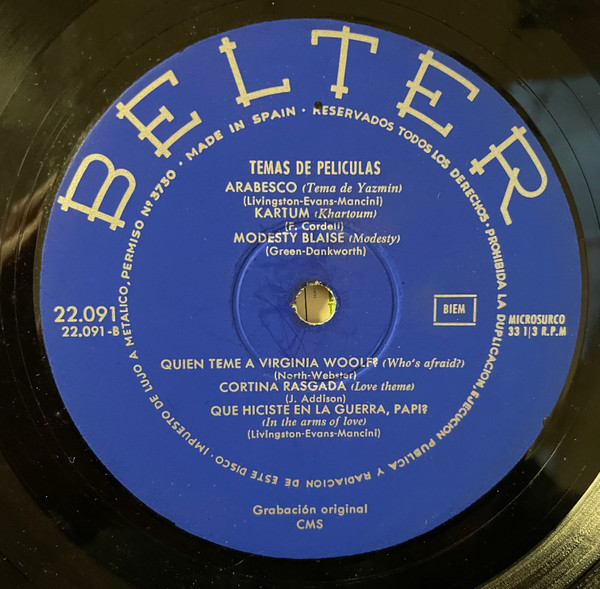 BELTER
IMPUESTO DE LUJO A METALICO, PERMISO Nº 3730 · MADE IN SPAIN · RESERVADOS TODOS LOS DERECHOS · PROHIBIDA LA DUPLICACION, EJECUCION PUBLICA Y RADIACION DE ESTE DISCO ·
TEMAS DE PELICULAS
ARABESCO (Tema de Yazmin)
(Livingston-Evans-Mancini)
KARTUM (Khartoum)
(F. Cordell)
MODESTY BLAISE (Modesty)
(Green-Dankworth)
22.091
22.091-B
BIEM
MICROSURCO
33 1/3 R.P.M
QUIEN TEME A VIRGINIA WOOLF? (Who's afraid?)
(North-Webster)
CORTINA RASGADA (Love theme)
(J. Addison)
QUE HICISTE EN LA GUERRA, PAPI?
(In the arms of love)
(Livingston-Evans-Mancini)
Grabación original
CMS